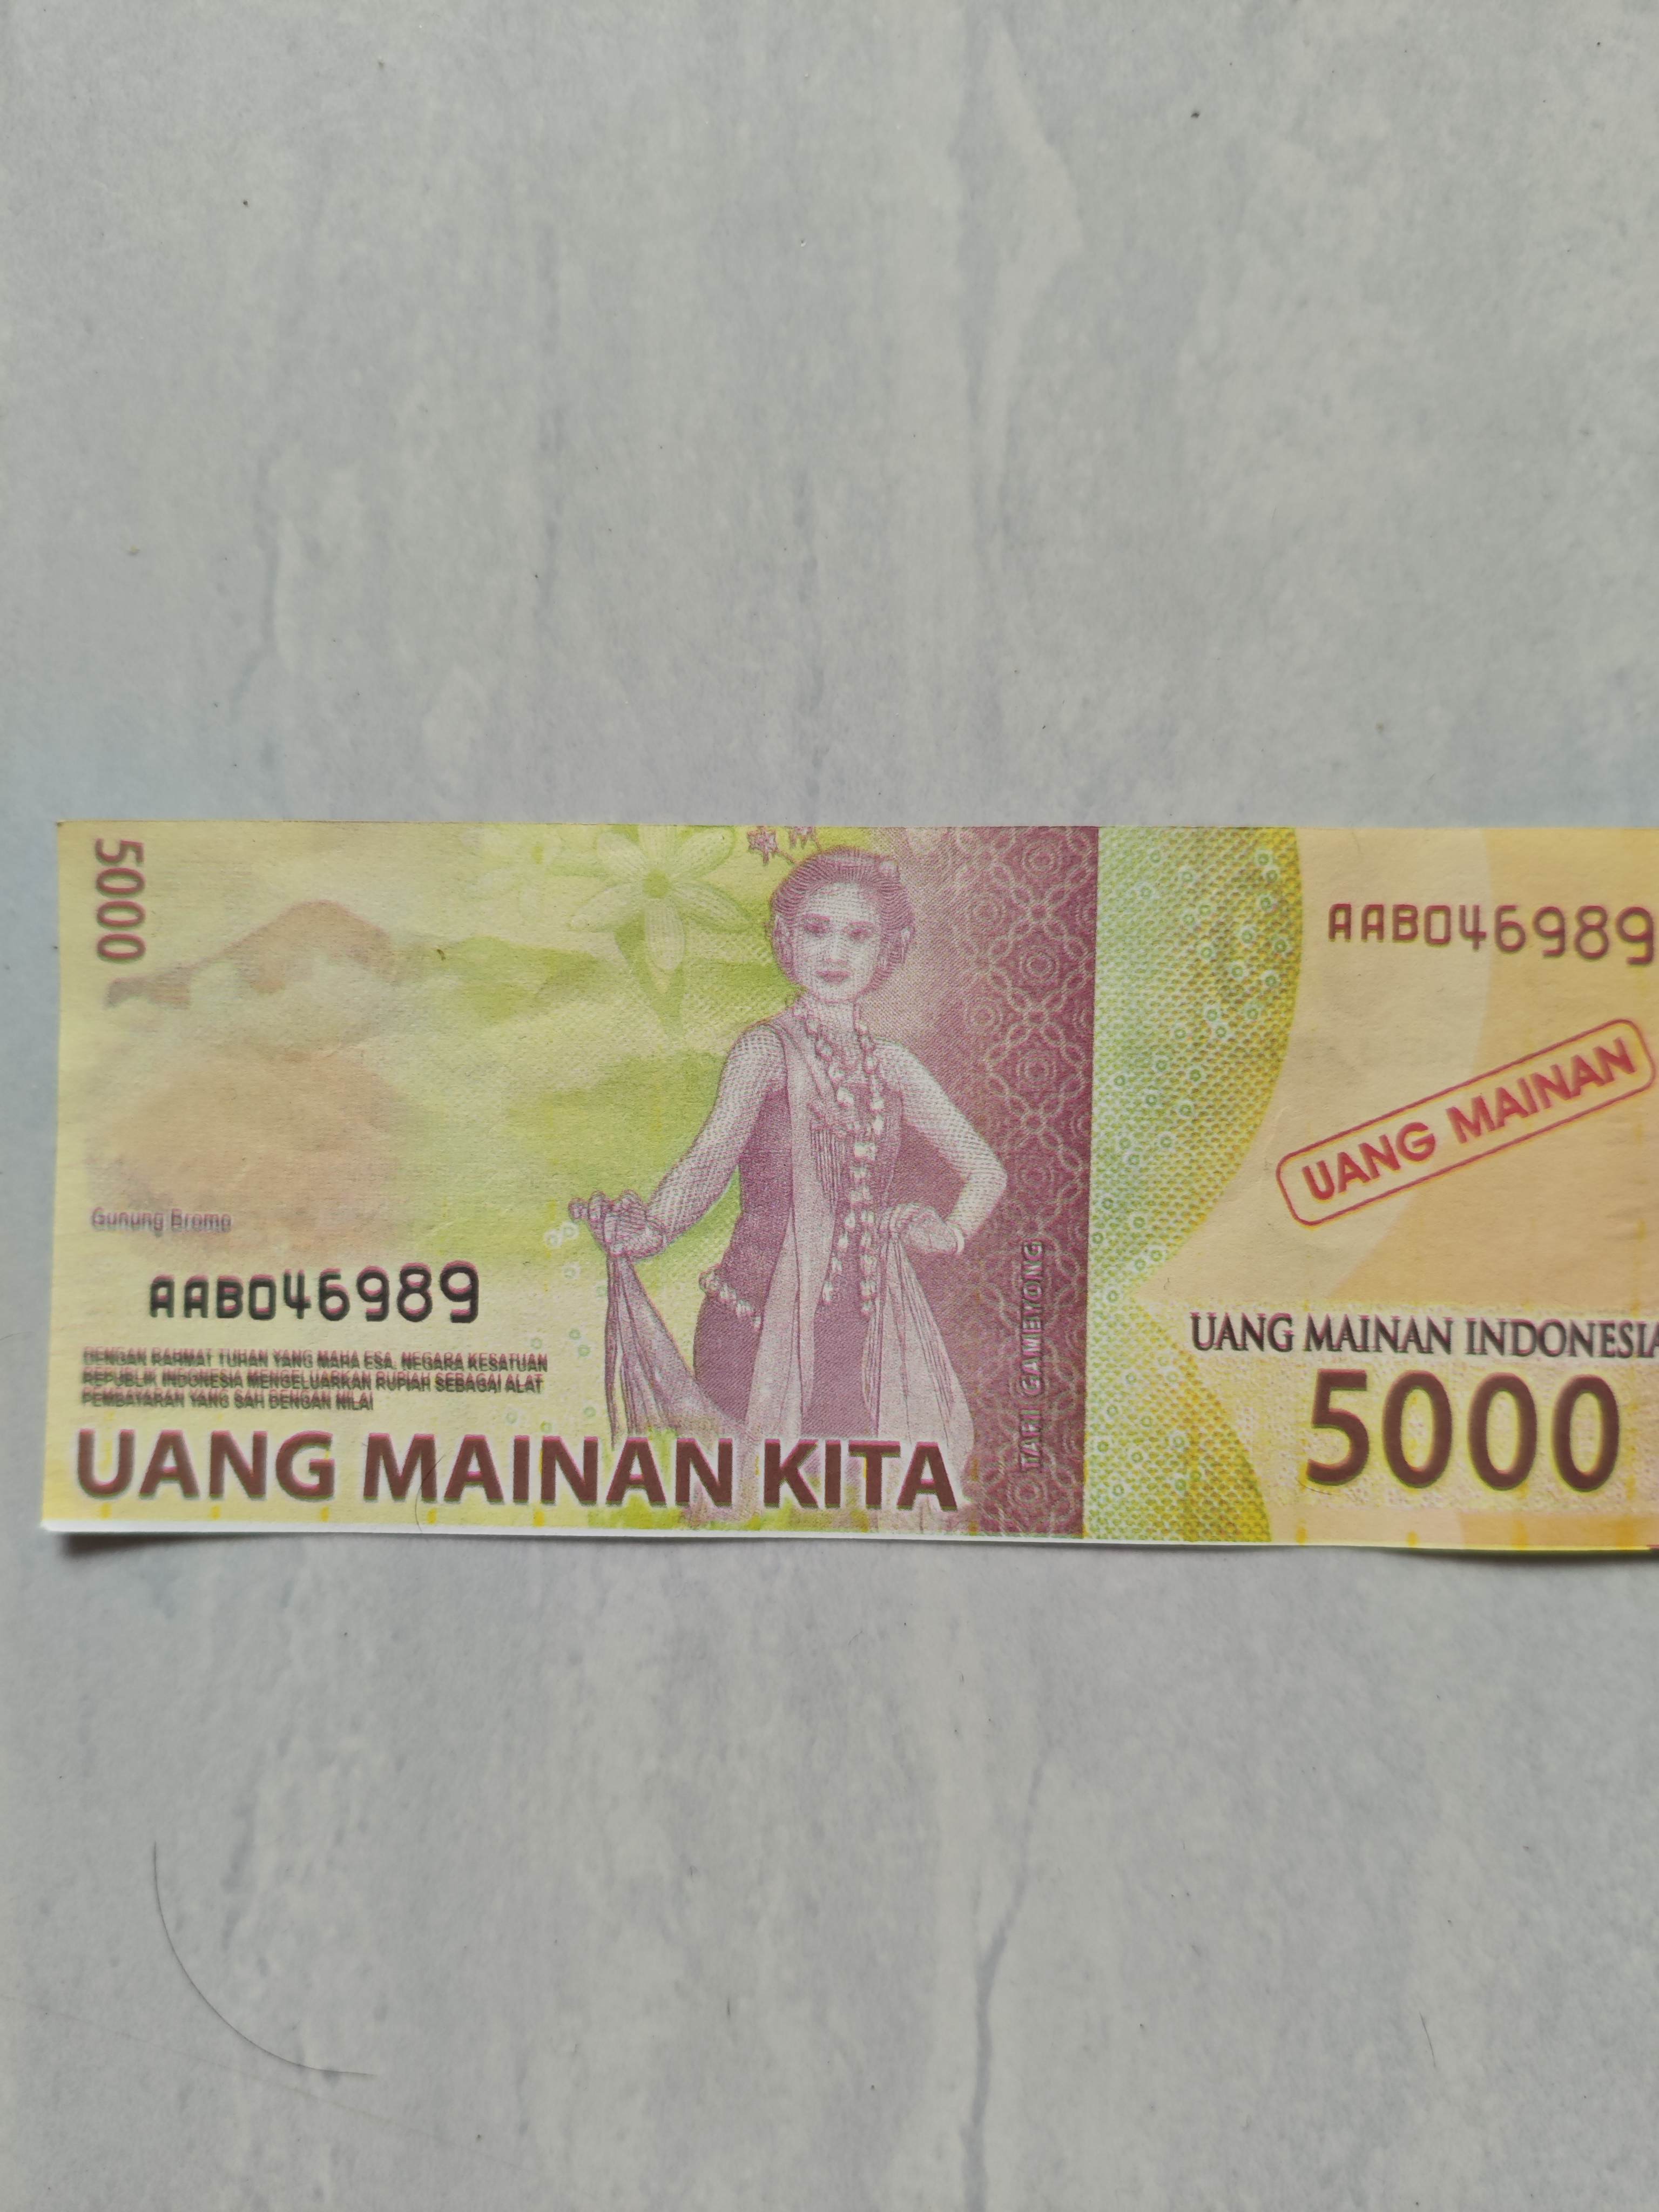 5000
AAB046989
UANG MAINAN
Gunung Bromo
AAB046989
DENGAN RAHMAT TUHAN YANG MAHA ESA, NEGARA KESATUAN
REPUBLIK INDONESIA MENGELUARKAN RUPIAH SEBAGAI ALAT
PEMBAYARAN YANG SAH DENGAN NILAI
UANG MAINAN KITA
TARI GAMBYONG
UANG MAINAN INDONESIA
5000